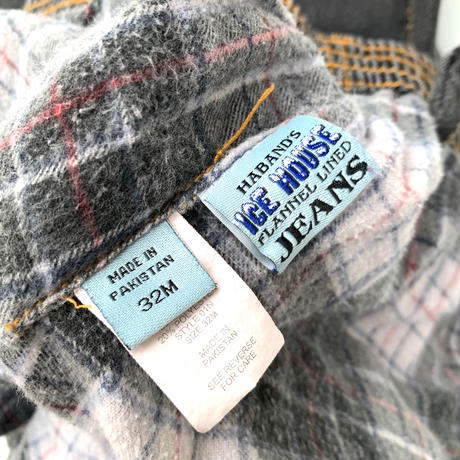 HABAND'S
ICE HOUSE
FLANNEL LINED
JEANS
MADE IN
PAKISTAN
32M
STYLE 01N
SIZE 32M
MADE IN
PAKISTAN
SEE REVERSE
FOR CARE